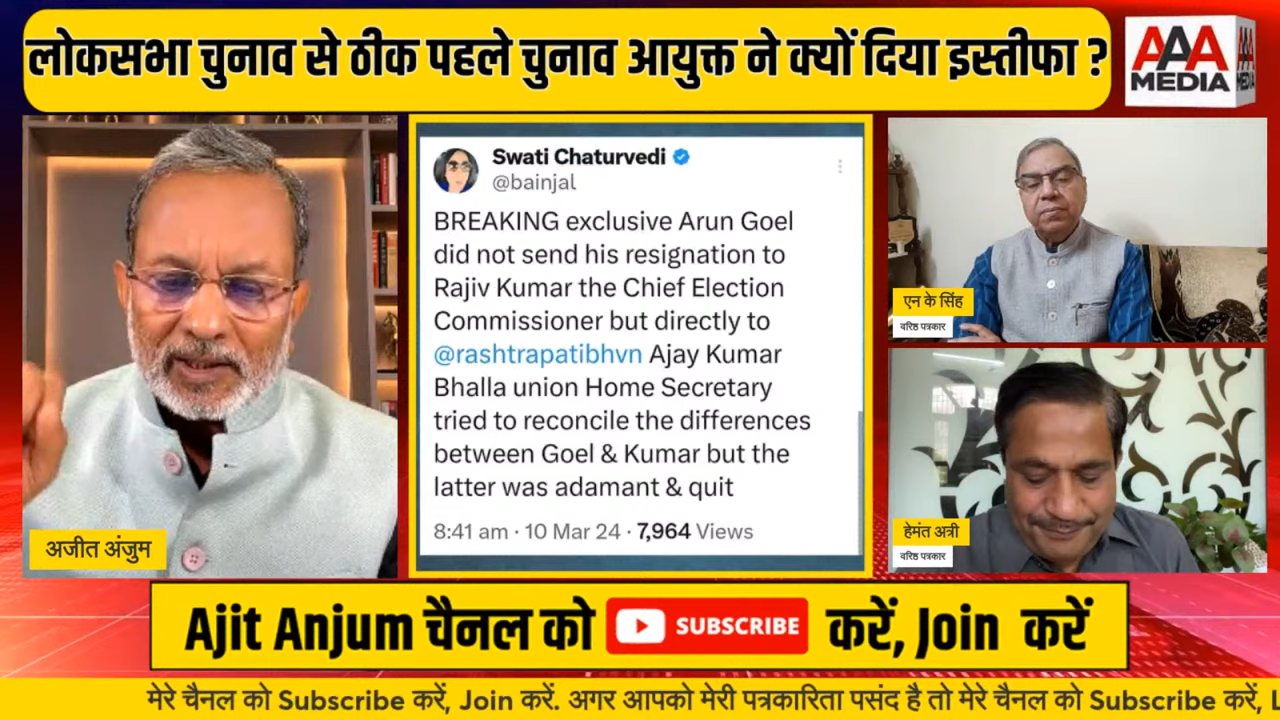 लोकसभा चुनाव से ठीक पहले चुनाव आयुक्त ने क्यों दिया इस्तीफा ?
AAA
MEDIA
Swati Chaturvedi
@bainjal
BREAKING exclusive Arun Goel
did not send his resignation to
Rajiv Kumar the Chief Election
Commissioner but directly to
@rashtrapatibhvn Ajay Kumar
Bhalla union Home Secretary
tried to reconcile the differences
between Goel & Kumar but the
latter was adamant & quit
8:41 am · 10 Mar 24 · 7,964 Views
अजीत अंजुम
एन के सिंह
वरिष्ठ पत्रकार
हेमंत अत्री
वरिष्ठ पत्रकार
Ajit Anjum चैनल को SUBSCRIBE करें, Join करें
मेरे चैनल को Subscribe करें, Join करें. अगर आपको मेरी पत्रकारिता पसंद है तो मेरे चैनल को Subscribe करें, L